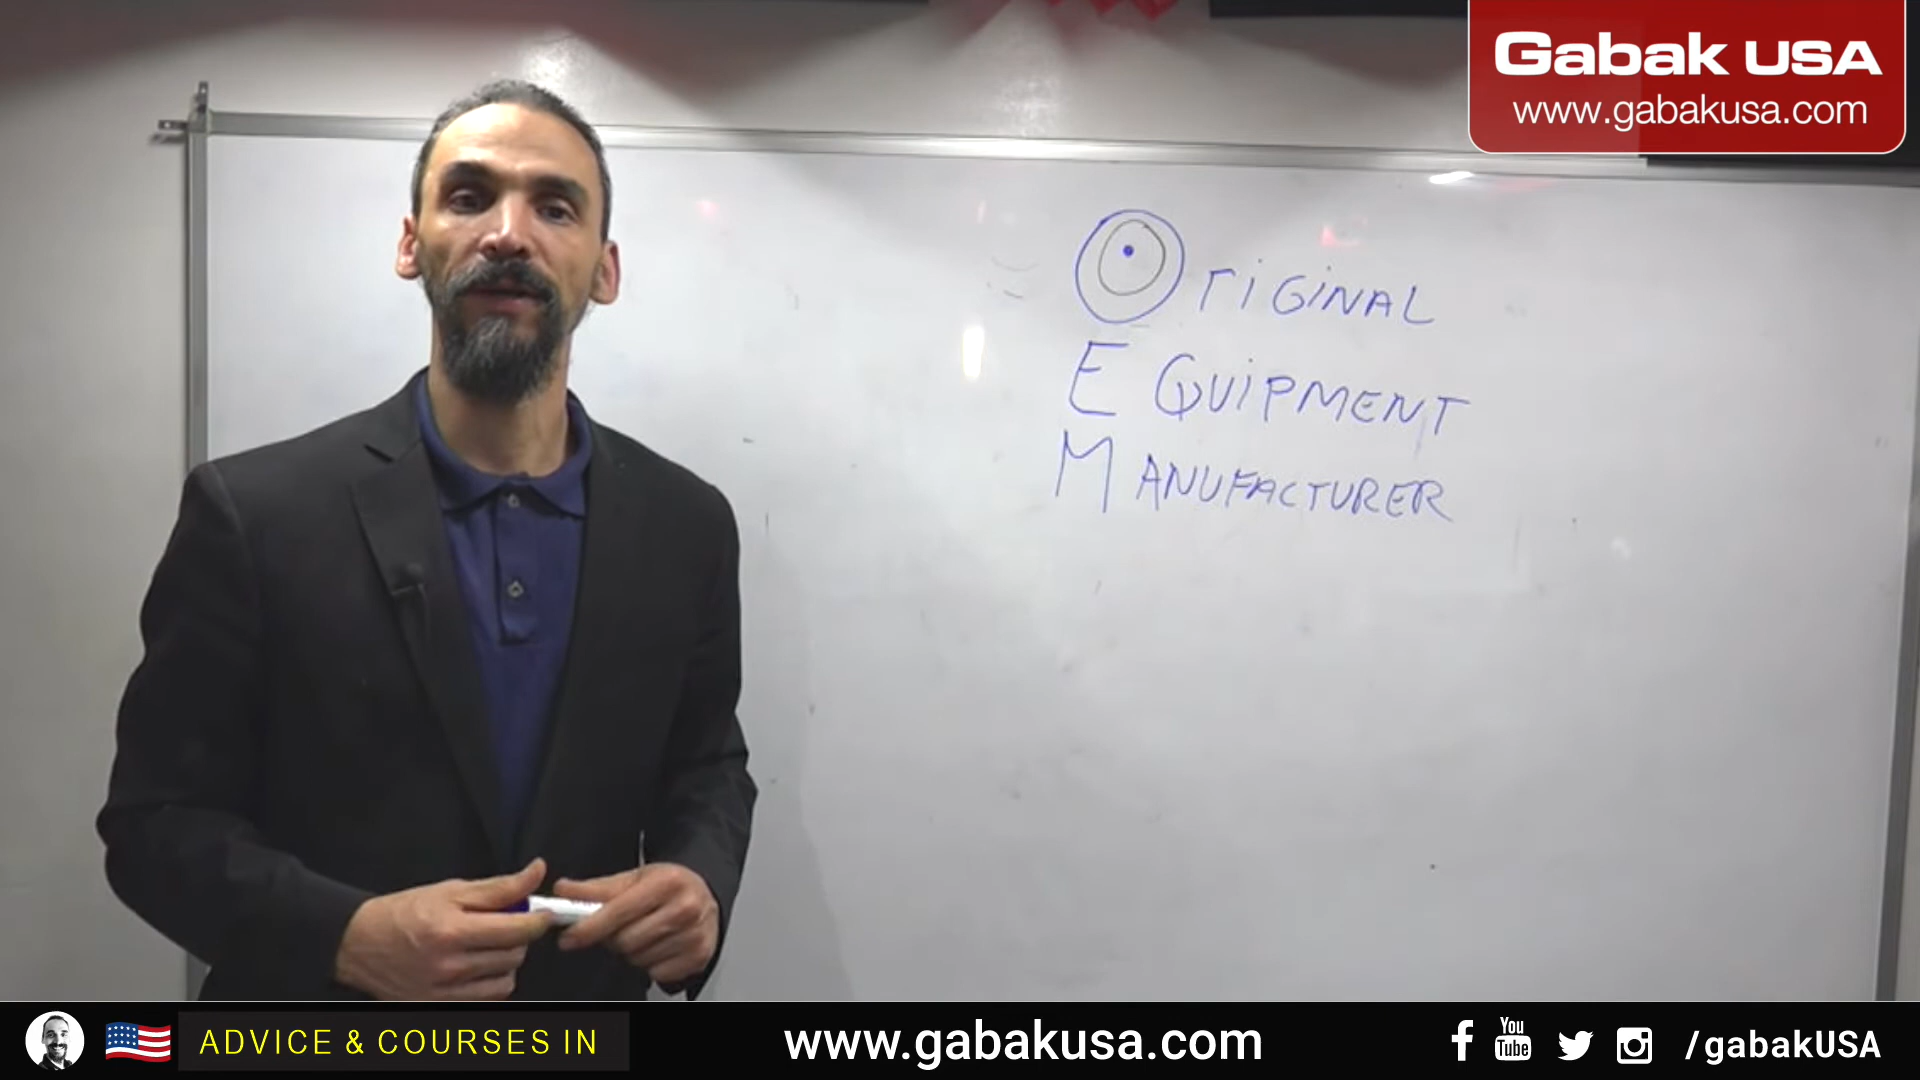 Gabak USA
www.gabakusa.com
OriGiNAL
EQuiPMENT
MANUFACTURER
ADVICE & COURSES IN
www.gabakusa.com
You
Tube
/gabakUSA